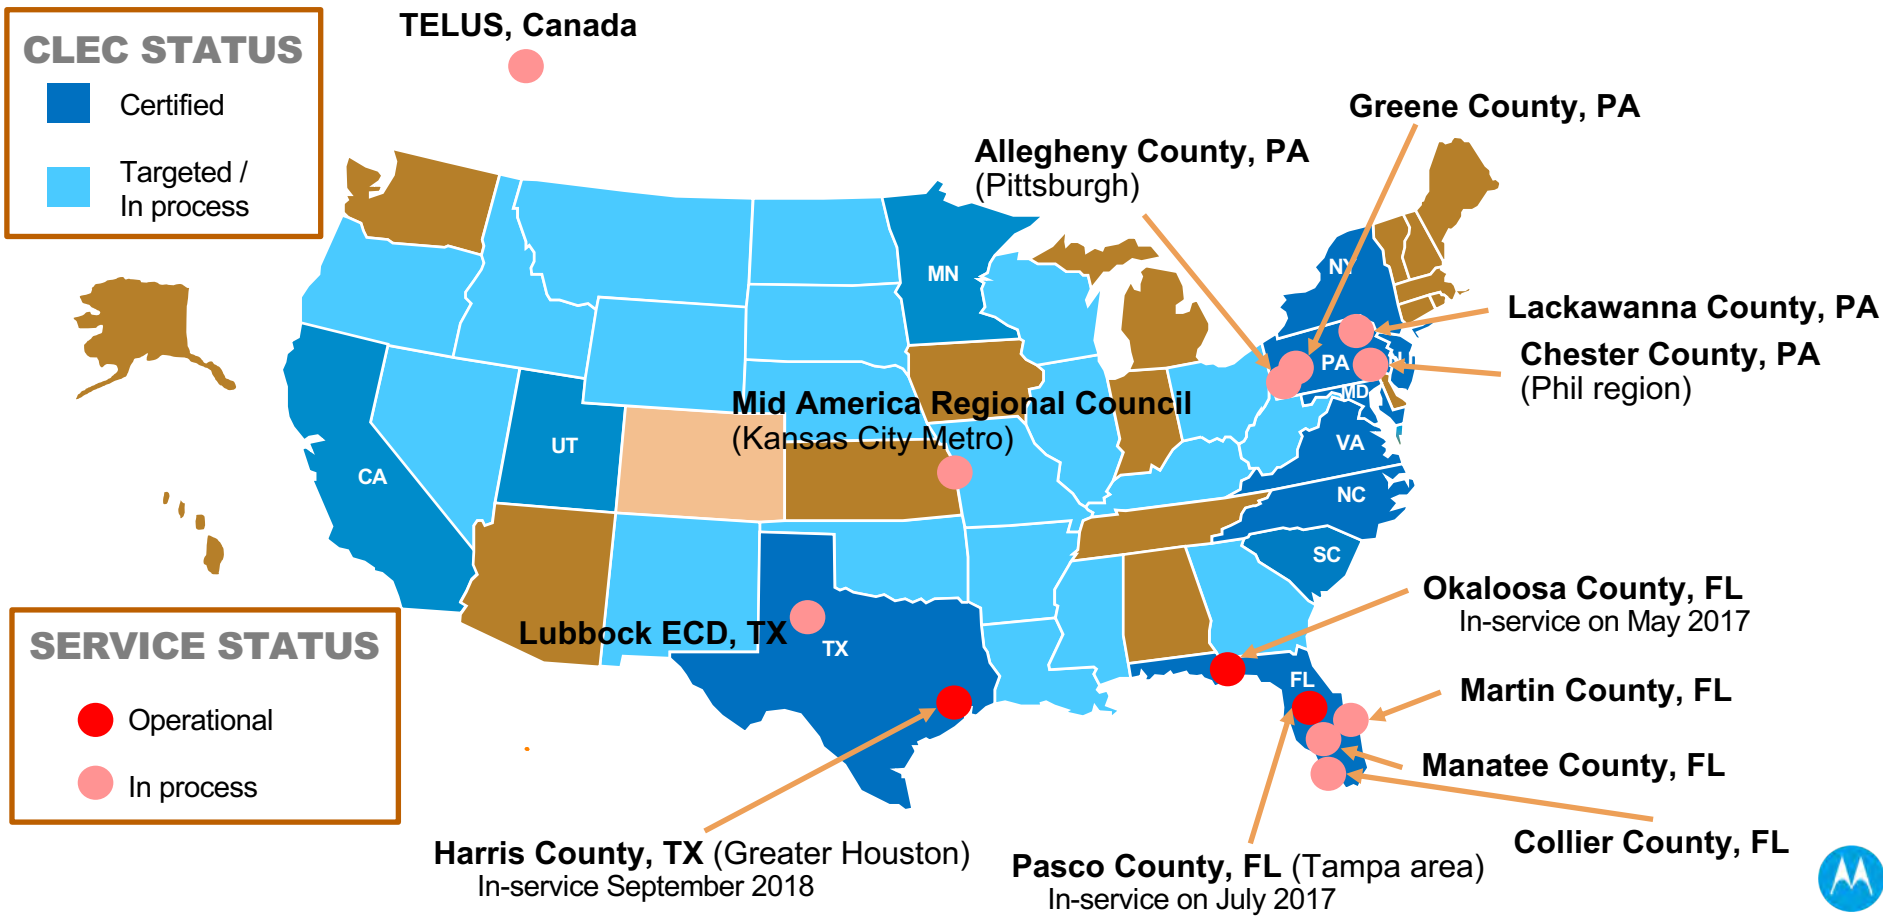 TELUS, Canada
CLEC STATUS
Certified
Targeted /
In process
Greene County, PA
Allegheny County, PA
(Pittsburgh)
MN
NY
Lackawanna County, PA
Chester County, PA
(Phil region)
PA
NJ
MD
Mid America Regional Council
(Kansas City Metro)
UT
CA
VA
NC
SC
Okaloosa County, FL
In-service on May 2017
Lubbock ECD, TX
TX
SERVICE STATUS
Operational
In process
FL
Martin County, FL
Manatee County, FL
Collier County, FL
Harris County, TX (Greater Houston)
In-service September 2018
Pasco County, FL (Tampa area)
In-service on July 2017